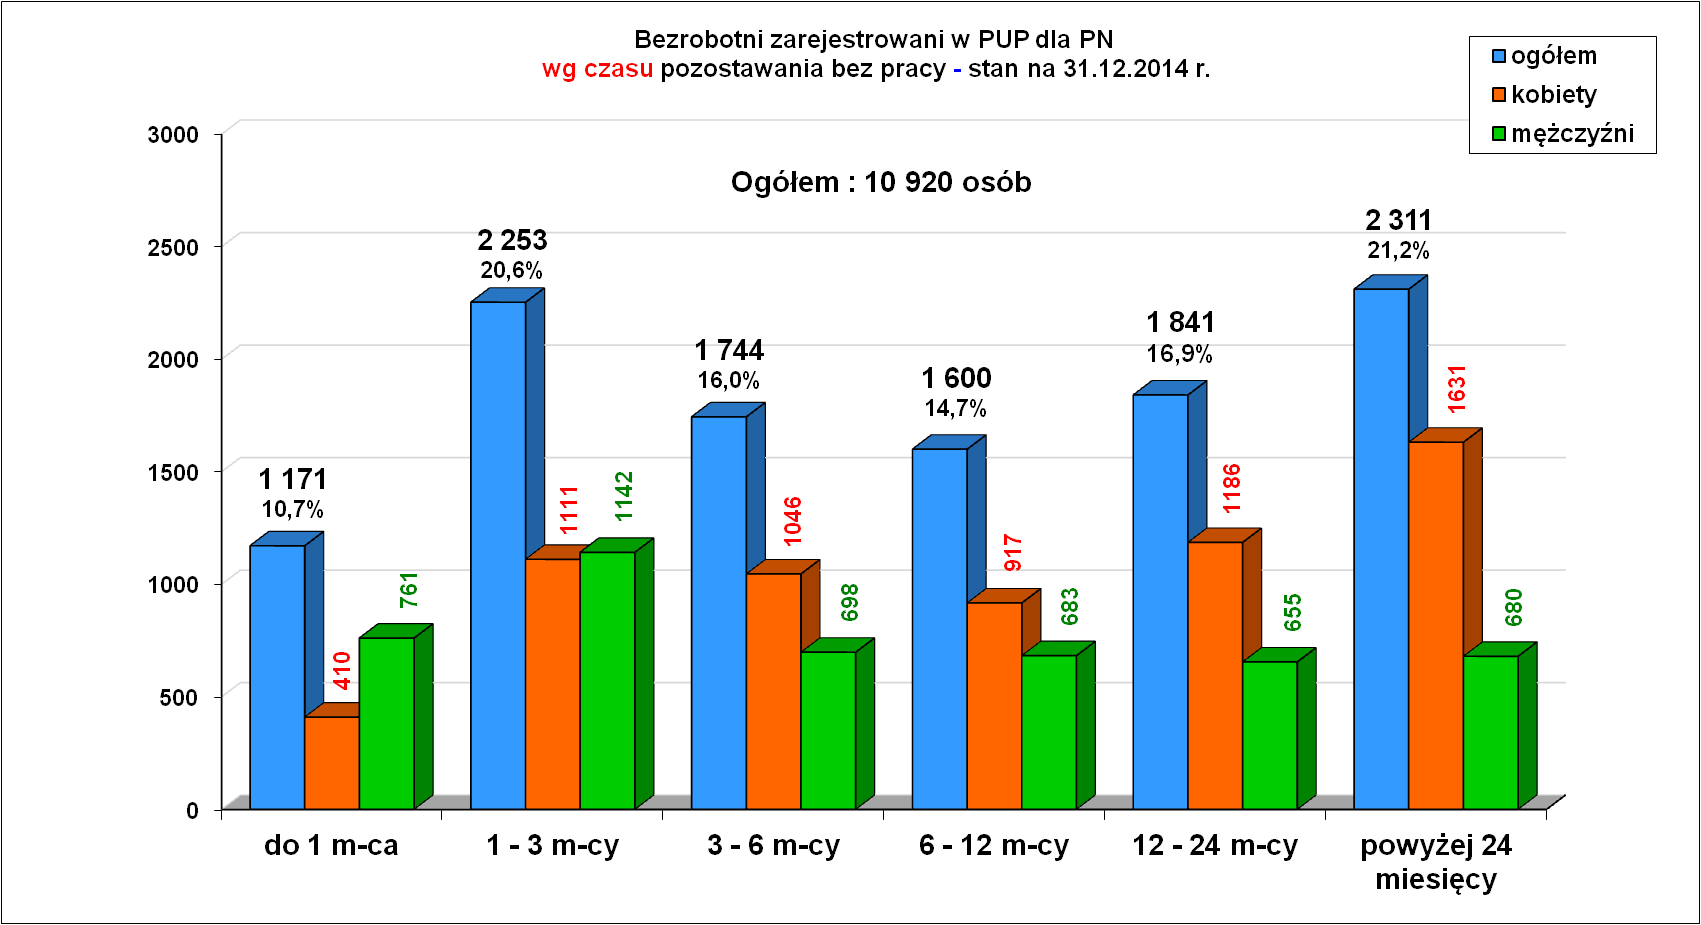 Bezrobotni zarejestrowani w PUP dla PN
wg czasu pozostawania bez pracy - stan na 31.12.2014 r.
ogółem
kobiety
mężczyźni
Ogółem : 10 920 osób
3000
2500
2000
1500
1000
500
0
1 171
10,7%
410
761
2 253
20,6%
1111
1142
1 744
16,0%
1046
698
1 600
14,7%
917
683
1 841
16,9%
1186
655
2 311
21,2%
1631
680
do 1 m-ca
1 - 3 m-cy
3 - 6 m-cy
6 - 12 m-cy
12 - 24 m-cy
powyżej 24
miesięcy